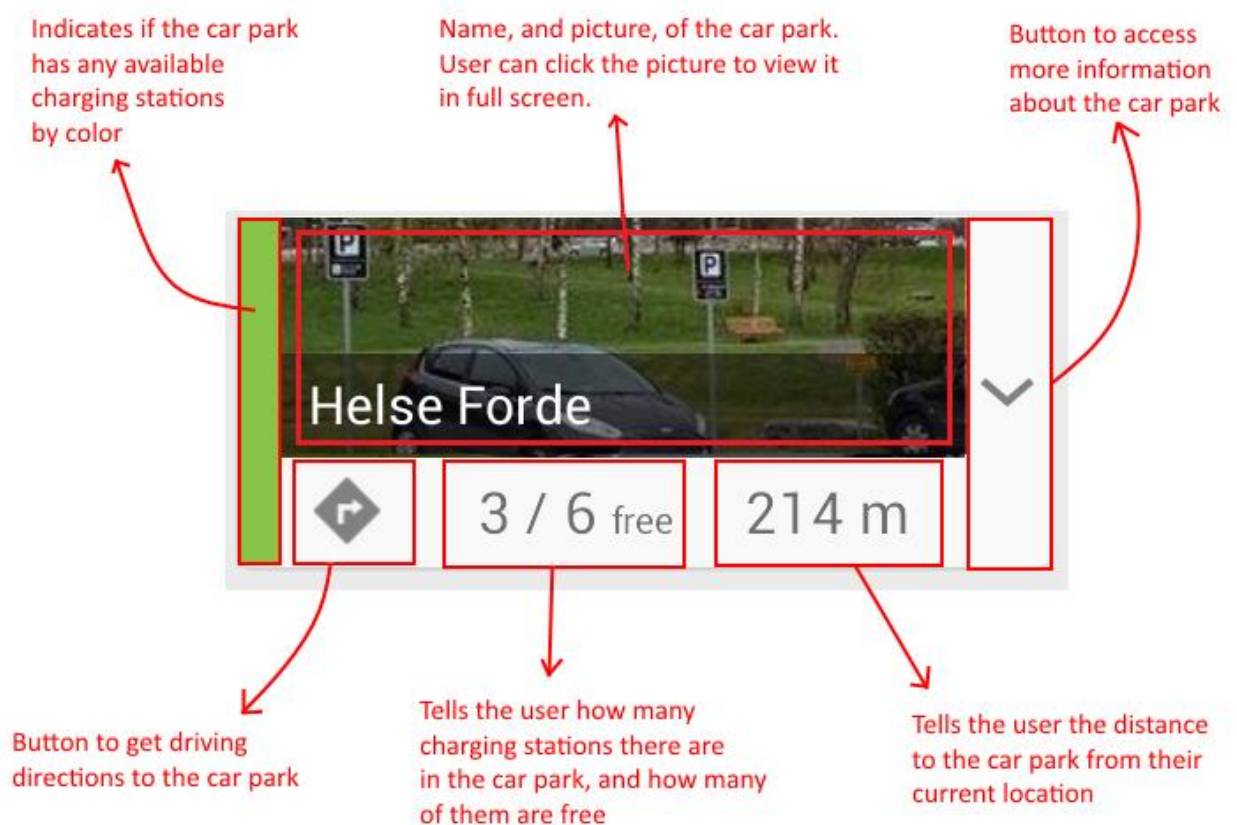 Indicates if the car park
has any available
charging stations
by color
Name, and picture, of the car park.
User can click the picture to view it
in full screen.
Button to access
more information
about the car park
P
P
Helse Forde
3 / 6 free
214 m
Button to get driving
directions to the car park
Tells the user how many
charging stations there are
in the car park, and how many
of them are free
Tells the user the distance
to the car park from their
current location